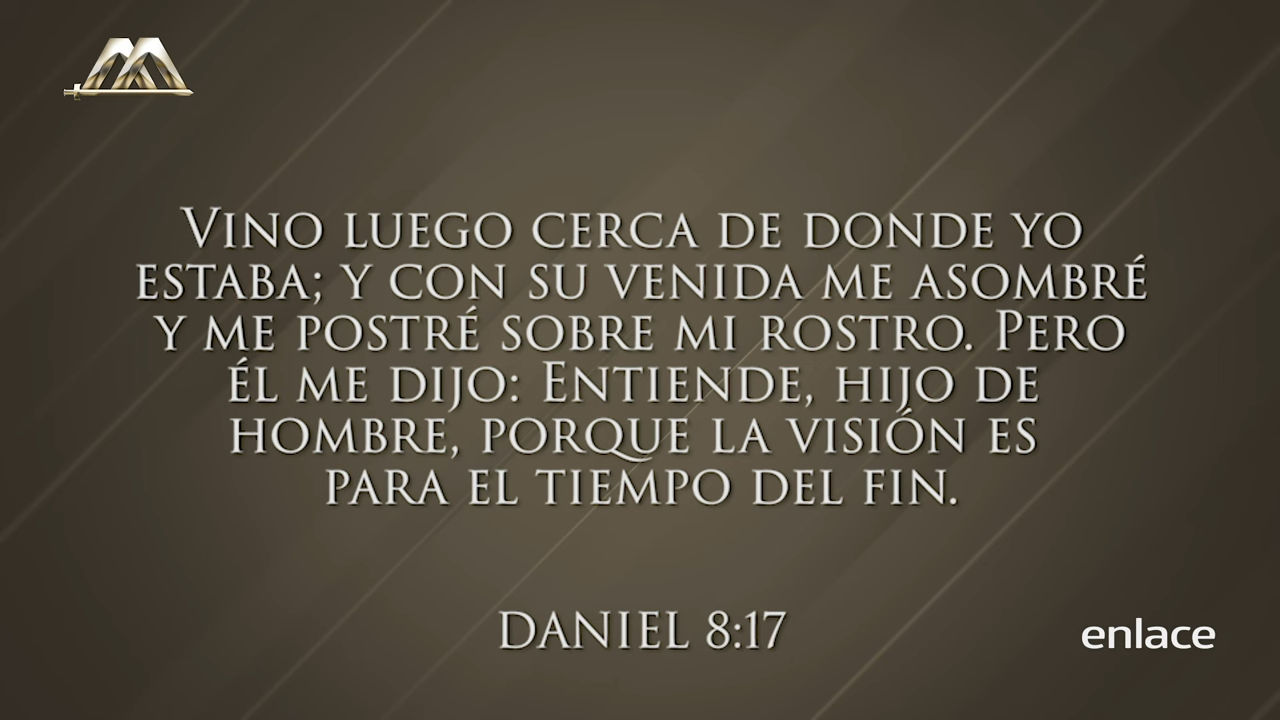 VINO LUEGO CERCA DE DONDE YO
ESTABA; Y CON SU VENIDA ME ASOMBRÉ
Y ME POSTRÉ SOBRE MI ROSTRO. PERO
ÉL ME DIJO: ENTIENDE, HIJO DE
HOMBRE, PORQUE LA VISIÓN ES
PARA EL TIEMPO DEL FIN.
DANIEL 8:17
enlace